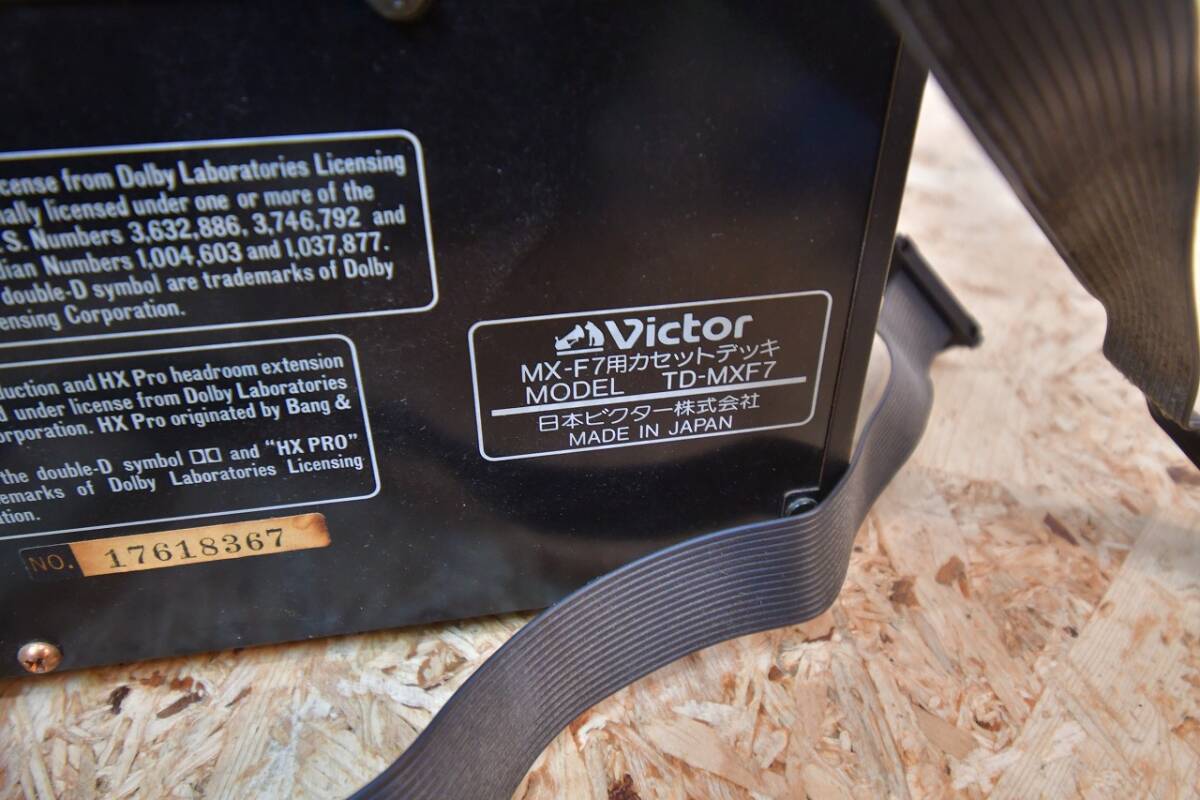 cense from Dolby Laboratories Licensing
nally licensed under one or more of the
.S. Numbers 3,632,886, 3,746,792 and
dian Numbers 1,004,603 and 1,037,877.
double-D symbol are trademarks of Dolby
ensing Corporation.
duction and HX Pro headroom extension
d under license from Dolby Laboratories
orporation. HX Pro originated by Bang &
the double-D symbol and "HX PRO"
emarks of Dolby Laboratories Licensing
ation.
NO. 17618367
Victor
MX-F7用カセットデッキ
MODEL TD-MXF7
日本ビクター株式会社
MADE IN JAPAN